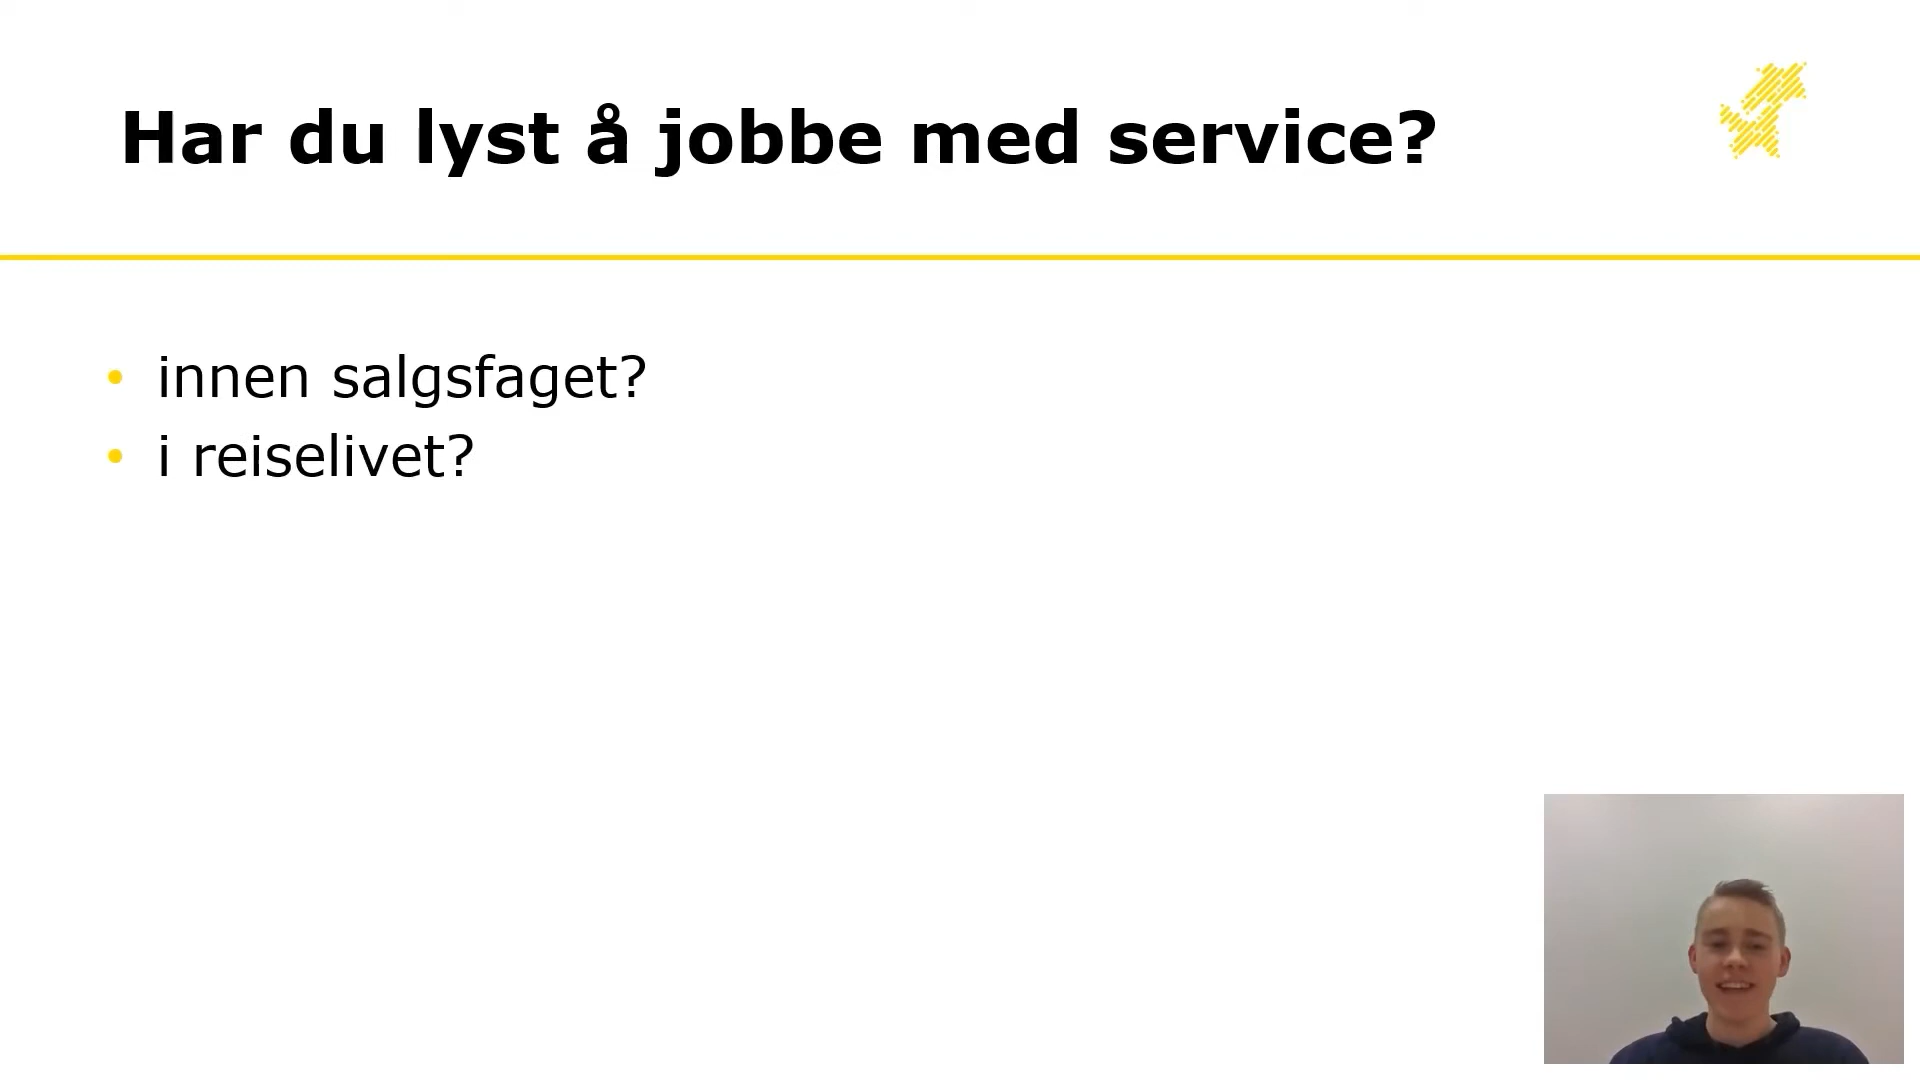 Har du lyst å jobbe med service?
• innen salgsfaget?
• i reiselivet?